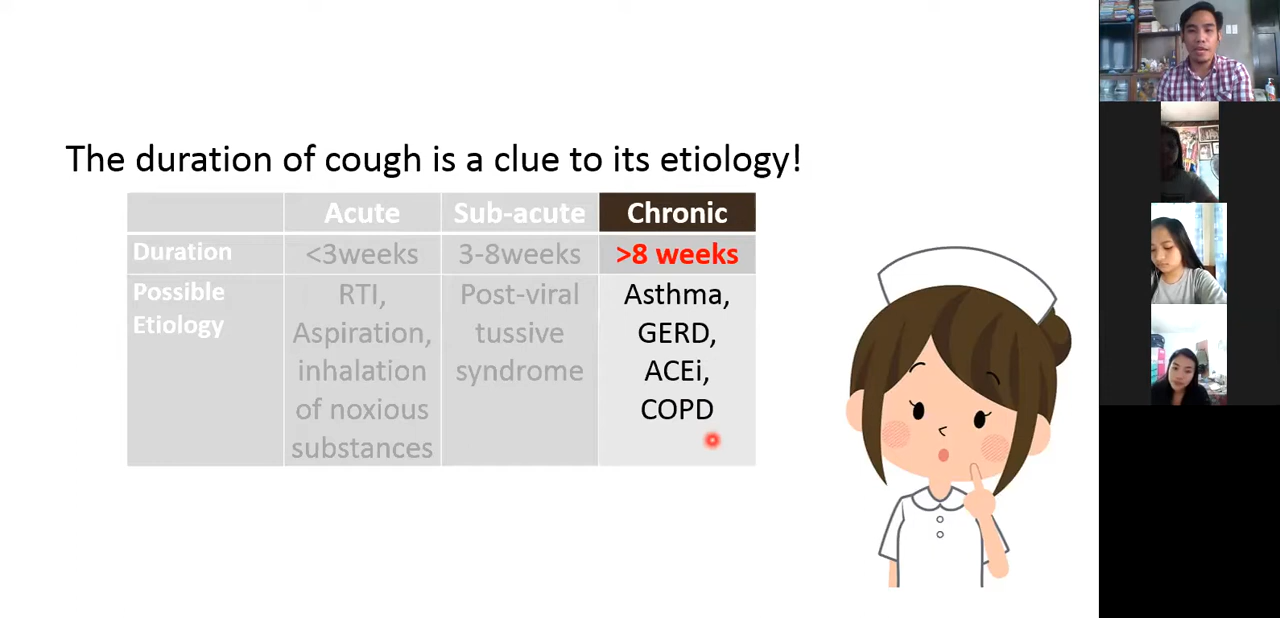 The duration of cough is a clue to its etiology!
Acute Sub-acute Chronic
Duration <3weeks 3-8weeks >8 weeks
Possible Etiology
RTI,
Aspiration,
inhalation
of noxious
substances
Post-viral
tussive
syndrome
Asthma,
GERD,
ACEi,
COPD